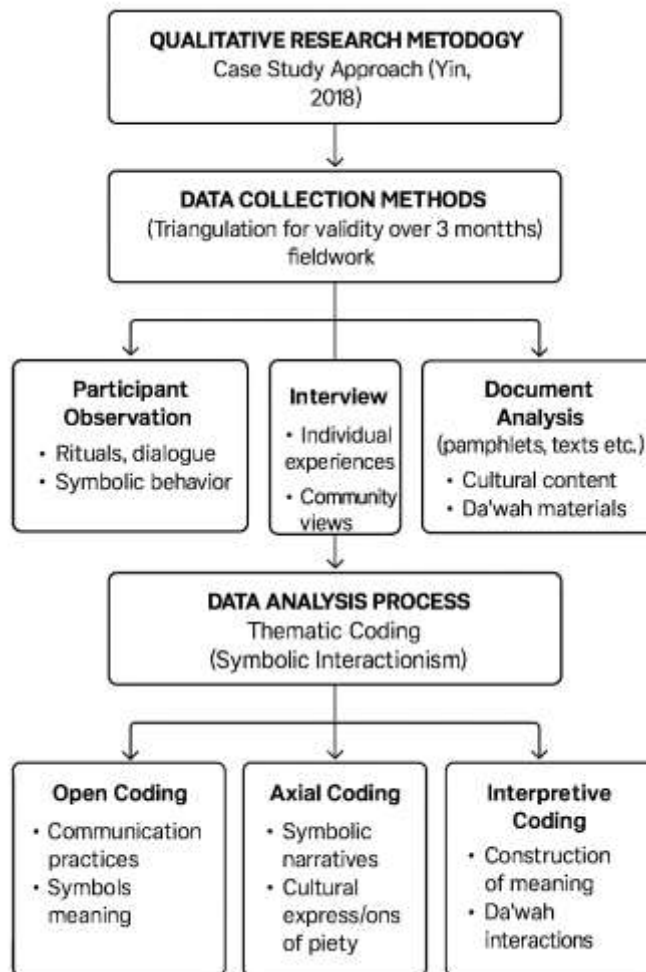 QUALITATIVE RESEARCH METODOGY
Case Study Approach (Yin,
2018)
DATA COLLECTION METHODS
(Triangulation for validity over 3 montths)
fieldwork
Participant
Observation
• Rituals, dialogue
• Symbolic behavior
Interview
• Individual
experiences
• Community
views
Document
Analysis
(pamphlets, texts etc.)
• Cultural content
• Da'wah materials
DATA ANALYSIS PROCESS
Thematic Coding
(Symbolic Interactionism)
Open Coding
• Communication
practices
• Symbols
meaning
Axial Coding
• Symbolic
narratives
• Cultural
express/ons
of piety
Interpretive
Coding
• Construction
of meaning
• Da'wah
interactions